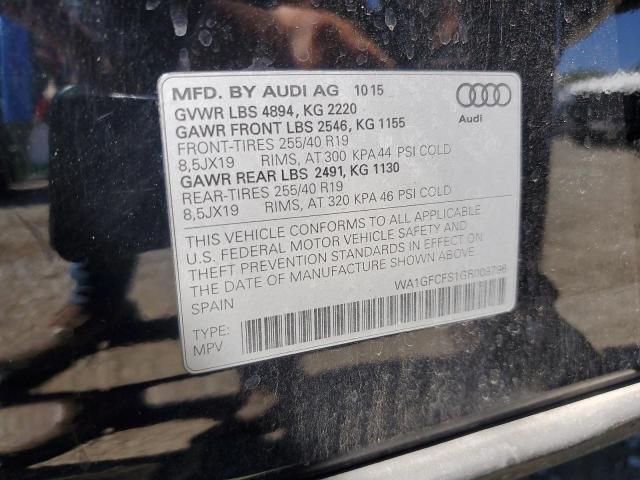 MFD. BY AUDI AG 10 15
GVWR LBS 4894, KG 2220
GAWR FRONT LBS 2546, KG 1155
FRONT-TIRES 255/40 R19
8,5JX19 RIMS, AT 300 KPA 44 PSI COLD
GAWR REAR LBS 2491, KG 1130
REAR-TIRES 255/40 R19
8,5JX19 RIMS, AT 320 KPA 46 PSI COLD
Audi
THIS VEHICLE CONFORMS TO ALL APPLICABLE
U.S. FEDERAL MOTOR VEHICLE SAFETY AND
THEFT PREVENTION STANDARDS IN EFFECT ON
THE DATE OF MANUFACTURE SHOWN ABOVE.
SPAIN
WA1GFCFS1GR003796
TYPE:
MPV